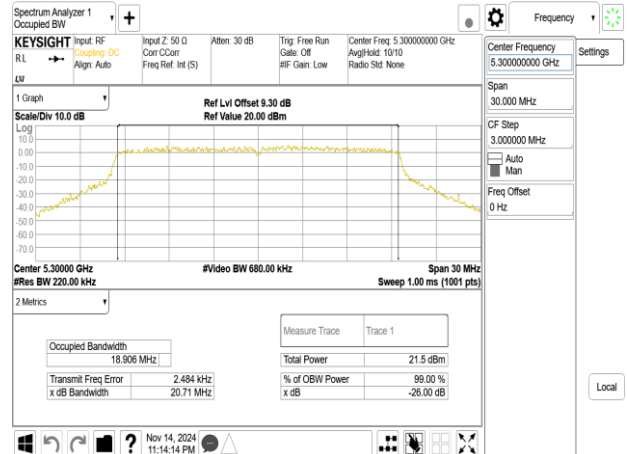 Spectrum Analyzer 1
Occupied BW
+
Frequency
KEYSIGHT
RL
LXI
Input: RF
Coupling: DC
Align: Auto
Input Z: 50 Ω
Corr CCorr
Freq Ref: Int (S)
Atten: 30 dB
Trig: Free Run
Gate: Off
#IF Gain: Low
Center Freq: 5.300000000 GHz
Avg|Hold: 10/10
Radio Std: None
Center Frequency
5.300000000 GHz
Settings
Span
30.000 MHz
CF Step
3.000000 MHz
Auto
Man
Freq Offset
0 Hz
Local
1 Graph
Scale/Div 10.0 dB
Ref Lvl Offset 9.30 dB
Ref Value 20.00 dBm
Log
10.0
0.00
-10.0
-20.0
-30.0
-40.0
-50.0
-60.0
-70.0
Center 5.30000 GHz
#Video BW 680.00 kHz
Span 30 MHz
#Res BW 220.00 kHz
Sweep 1.00 ms (1001 pts)
2 Metrics
Measure Trace
Trace 1
Occupied Bandwidth
18.906 MHz
Total Power
21.5 dBm
Transmit Freq Error
2.484 kHz
% of OBW Power
99.00 %
x dB Bandwidth
20.71 MHz
x dB
-26.00 dB
?
Nov 14, 2024
11:14:14 PM